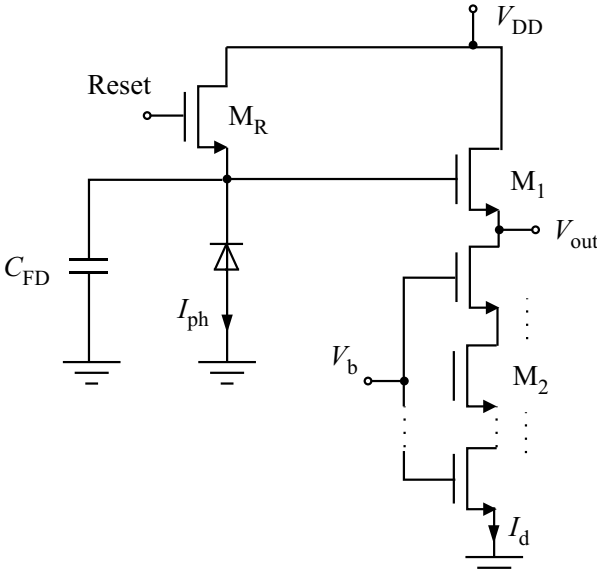 V_DD
Reset
M_R
M_1
V_out
C_FD
I_ph
V_b
M_2
I_d